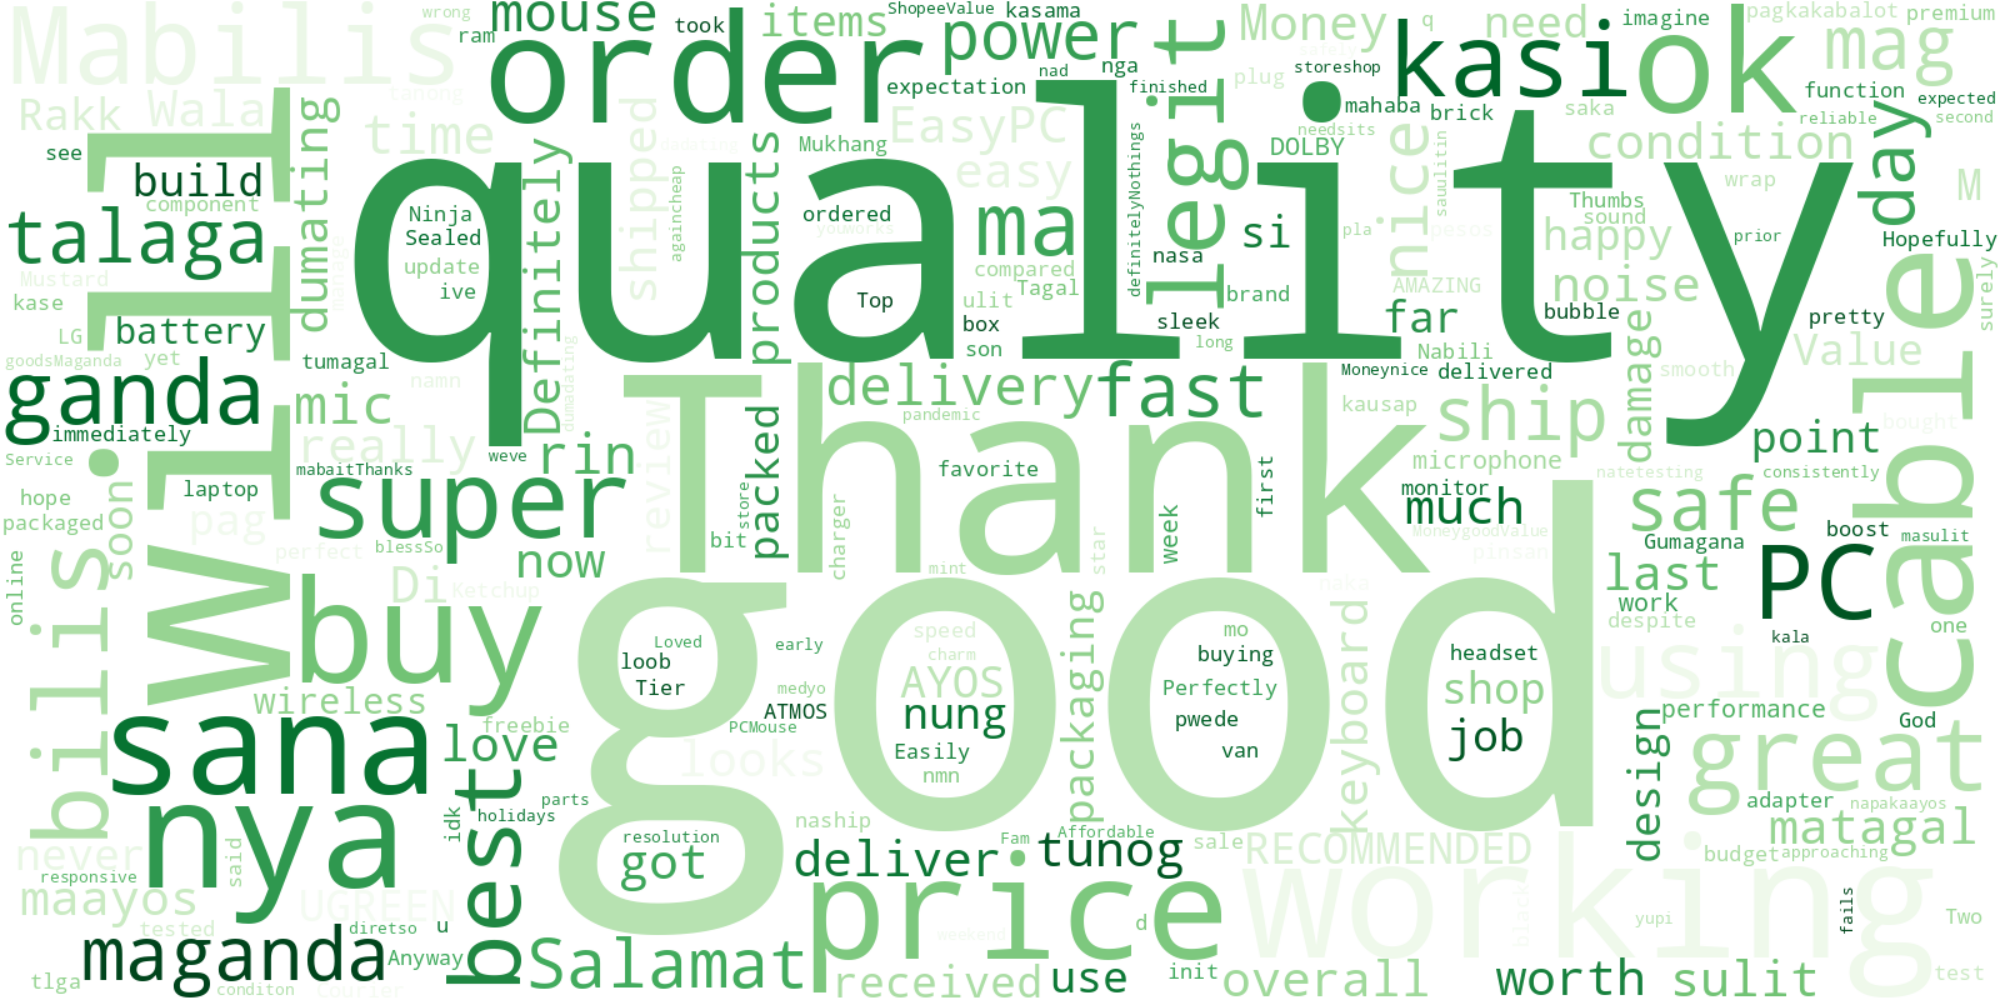 Mabilis
wrong
ram
mouse
took
items
ShopeeValue
kasama
power
order
Money
q
need
imagine
pagkakabalot
premium
mag
kasi
ok
legit
plug
storeshop
safety
nad
nga
finished
expectation
mahaba
brick
saka
function
expected
reliable
second
Rakk
Wala
tanong
time
see
Will
dumating
build
component
talaga
Mustard
kase
LG
battery
goodsMaganda
yet
tumagal
ganda
mic
namn
immediately
really
Service
Definitely
shipped
againcheap
products
Mukhang
EasyPC
easy
ordered
youworks
ma
compared
Tagal
ulit
box
son
definitelyNothings
nasa
si
brand
sleek
long
needsits
DOLBY
nice
sauulitin
pesos
pla
AMAZING
far
Nabili
condition
Thumbs
sound
wrap
happy
prior
noise
bubble
pretty
day
M
Hopefully
surely
cable
quality
Ninja
Sealed
update
ive
Top
dumadating
delivery
fast
Moneynice
delivered
kausap
ship
damage
smooth
Value
bought
pandemic
point
natetesting
consistently
microphone
monitor
much
MoneygoodValue
pinsan
safe
Gumagana
boost
masulit
PC
last
work
despite
kala
one
Thank
favorite
first
week
star
mint
charger
bit
store
packed
review
rin
weve
mabaitThanks
super
laptop
hope
packaged
soon
pag
perfect
blessSo
now
online
billis
buy
Di
Ketchup
wireless
good
Loved
loob
Tier
early
medyo
ATMOS
PCMouse
speed
charm
AYOS
nung
Easily
nmn
packaging
mo
buying
Perfectly
pwede
van
naka
keyboard
headset
shop
job
using
God
performance
design
great
adapter
napakaayos
matagal
budget
approaching
sana
love
freebie
looks
nya
best
idk
holidays
parts
resolution
got
naship
deliver
Fam
Affordable
tunog
sale
RECOMMENDED
never
responsive
said
maayos
UGREEN
tested
diretso
u
Anyway
maganda
tlga
conditon
Courier
Salamat
price
weekend
d
received
use
init
overall
working
black
yupi
fails
Two
worth
sulit
test